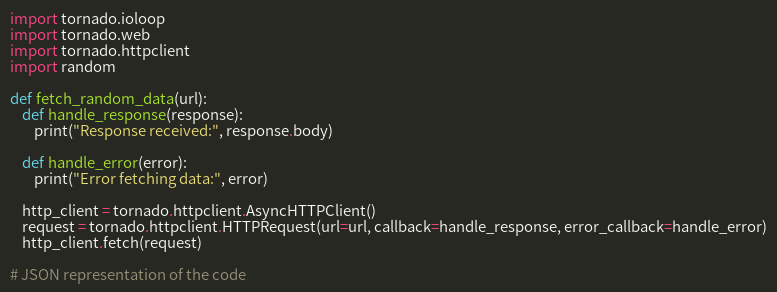 import tornado.ioloop
import tornado.web
import tornado.httpclient
import random

def fetch_random_data(url):
    def handle_response(response):
        print("Response received:", response.body)

    def handle_error(error):
        print("Error fetching data:", error)

    http_client = tornado.httpclient.AsyncHTTPClient()
    request = tornado.httpclient.HTTPRequest(url=url, callback=handle_response, error_callback=handle_error)
    http_client.fetch(request)

# JSON representation of the code